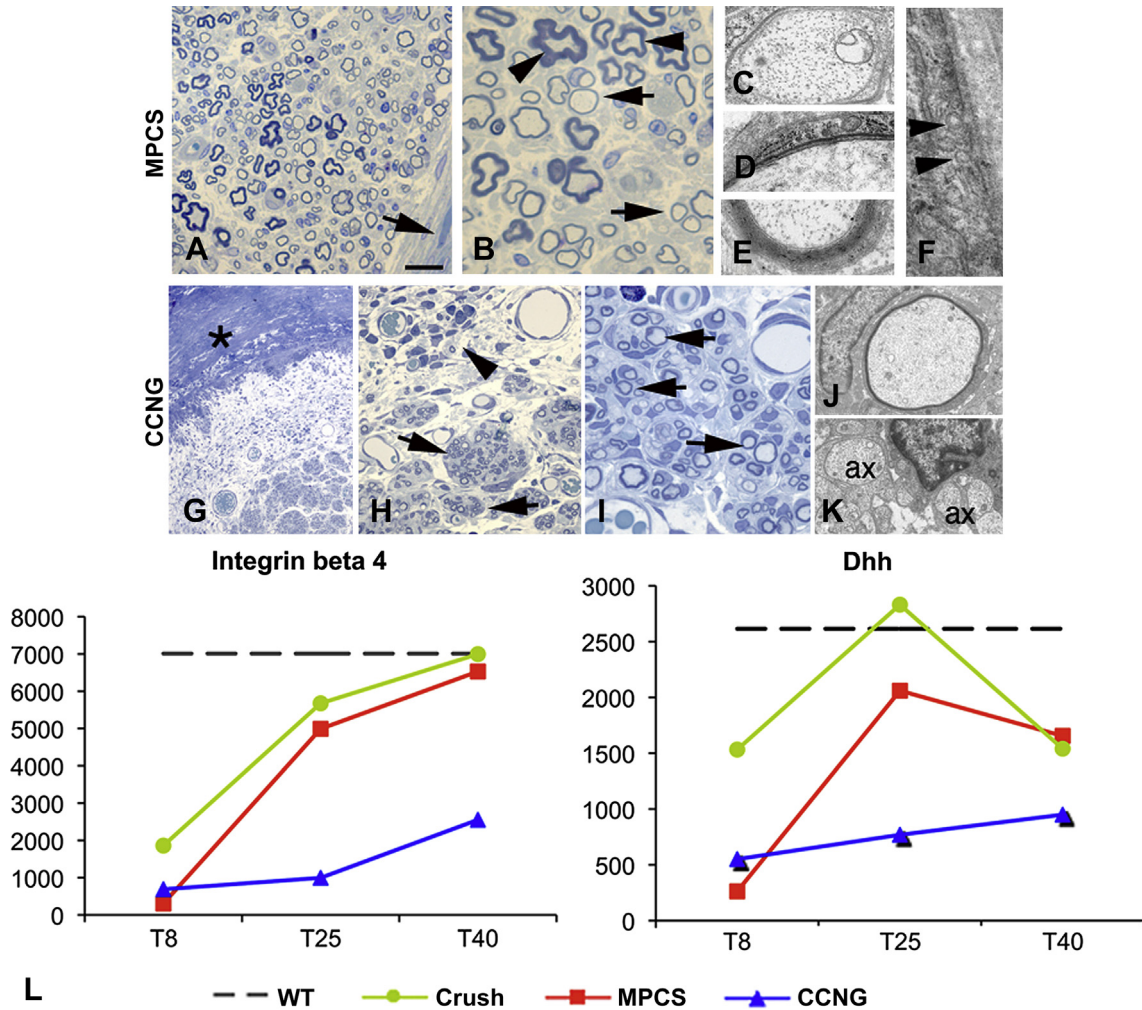 MPCS
A
B
C
D
E
F
CCNG
G
*
H
I
J
K
ax
ax
Integrin beta 4
Dhh
8000
7000
6000
5000
4000
3000
2000
1000
0
T8
T25
T40
3000
2500
2000
1500
1000
500
0
T8
T25
T40
L
WT
Crush
MPCS
CCNG